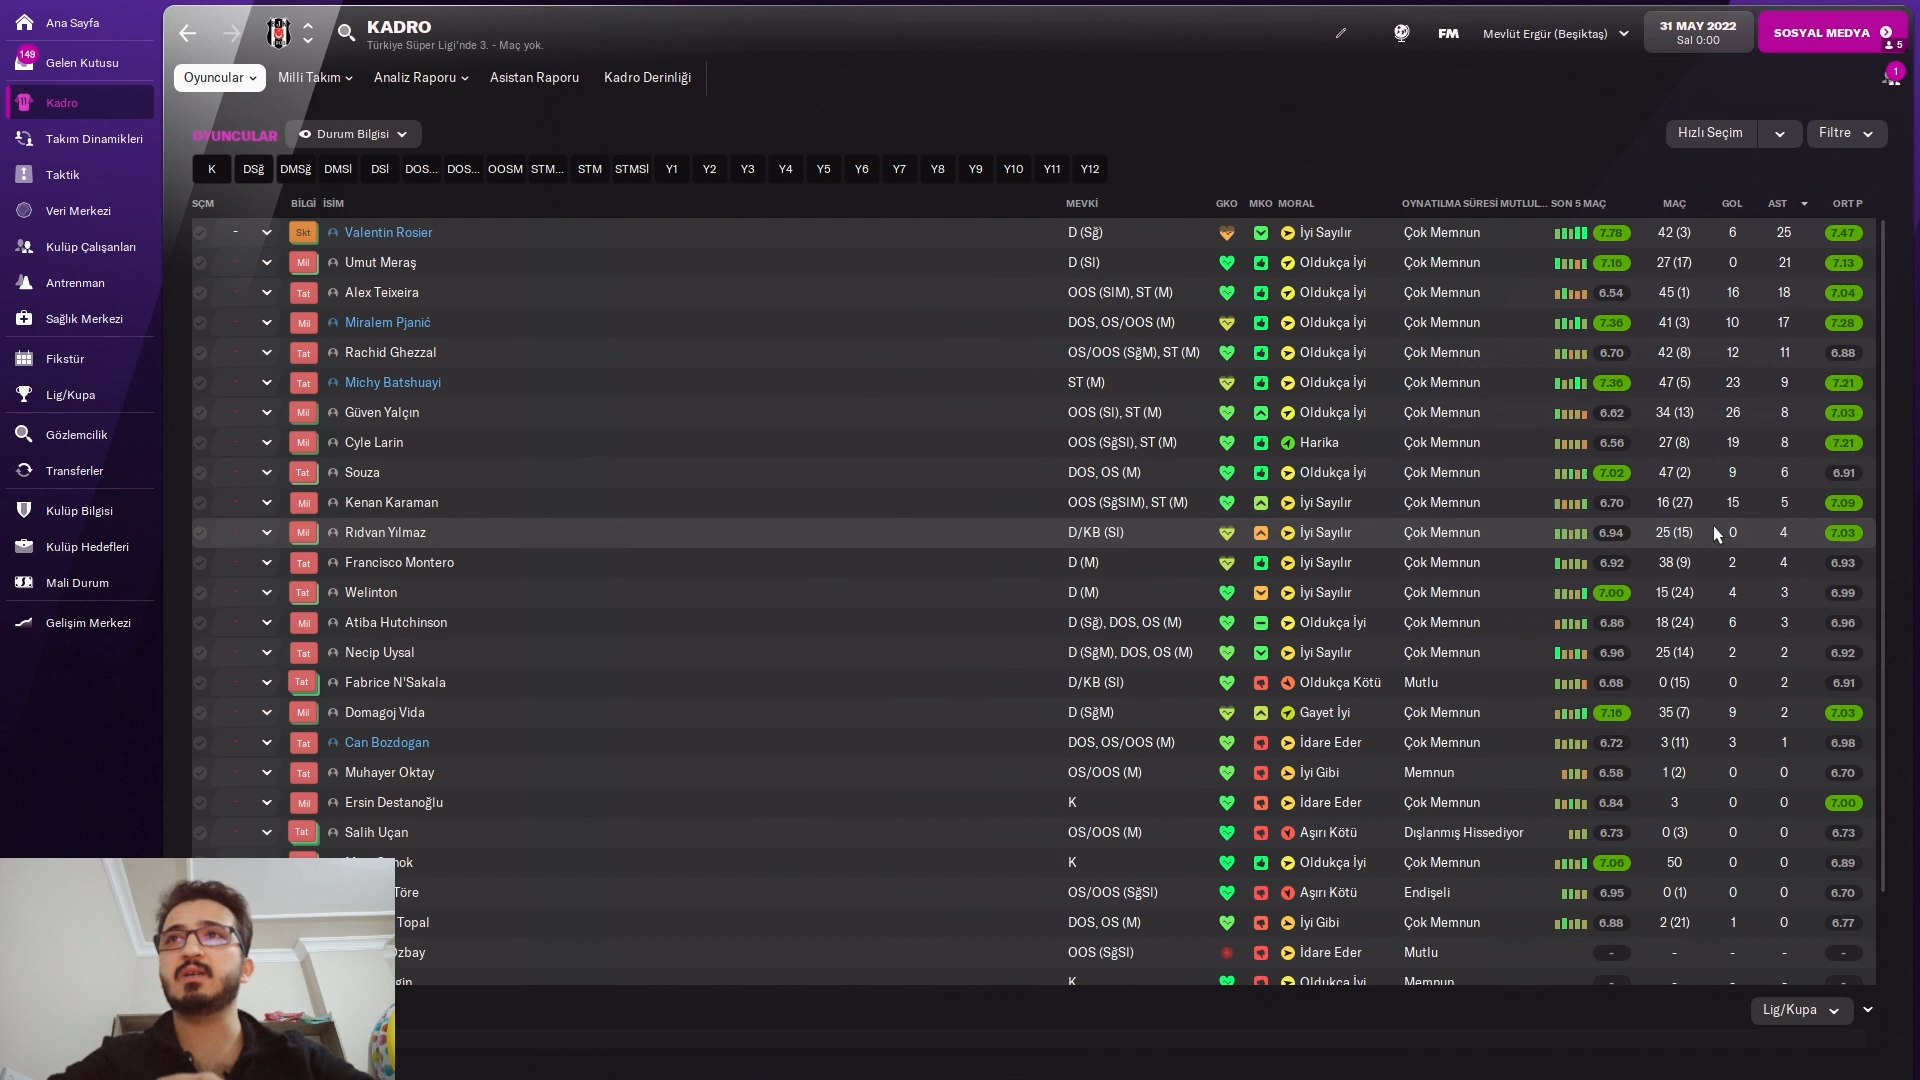 Ana Sayfa
149
Gelen Kutusu
Kadro
Takım Dinamikleri
Taktik
Veri Merkezi
Kulüp Çalışanları
Antrenman
Sağlık Merkezi
Fikstür
Lig/Kupa
Gözlemcilik
Transferler
Kulüp Bilgisi
Kulüp Hedefleri
Mali Durum
Gelişim Merkezi
KADRO
Türkiye Süper Ligi'nde 3. - Maç yok.
FM
Mevlüt Ergür (Beşiktaş)
31 MAY 2022
Sal 0:00
SOSYAL MEDYA
5
1
Oyuncular Milli Takım Analiz Raporu Asistan Raporu Kadro Derinliği
OYUNCULAR Durum Bilgisi Hızlı Seçim Filtre
K DSğ DMSğ DMSl DSl DOS... DOS... OOSM STM... STM STMSl Y1 Y2 Y3 Y4 Y5 Y6 Y7 Y8 Y9 Y10 Y11 Y12
SÇM BİLGİ İSİM MEVKİ GKO MKO MORAL OYNATILMA SÜRESİ MUTLUL... SON 5 MAÇ MAÇ GOL AST ORT P
- Skt Valentin Rosier D (Sğ) İyi Sayılır Çok Memnun 7.78 42 (3) 6 25 7.47
- Mil Umut Meraş D (Sl) Oldukça İyi Çok Memnun 7.16 27 (17) 0 21 7.13
- Tat Alex Teixeira OOS (SlM), ST (M) Oldukça İyi Çok Memnun 6.54 45 (1) 16 18 7.04
- Mil Miralem Pjanić DOS, OS/OOS (M) Oldukça İyi Çok Memnun 7.36 41 (3) 10 17 7.28
- Tat Rachid Ghezzal OS/OOS (SğM), ST (M) Oldukça İyi Çok Memnun 6.70 42 (8) 12 11 6.88
- Tat Michy Batshuayi ST (M) Oldukça İyi Çok Memnun 7.36 47 (5) 23 9 7.21
- Mil Güven Yalçın OOS (Sl), ST (M) Oldukça İyi Çok Memnun 6.62 34 (13) 26 8 7.03
- Mil Cyle Larin OOS (SğSl), ST (M) Harika Çok Memnun 6.56 27 (8) 19 8 7.21
- Tat Souza DOS, OS (M) Oldukça İyi Çok Memnun 7.02 47 (2) 9 6 6.91
- Mil Kenan Karaman OOS (SğSlM), ST (M) İyi Sayılır Çok Memnun 6.70 16 (27) 15 5 7.09
- Mil Rıdvan Yılmaz D/KB (Sl) İyi Sayılır Çok Memnun 6.94 25 (15) 0 4 7.03
- Tat Francisco Montero D (M) İyi Sayılır Çok Memnun 6.92 38 (9) 2 4 6.93
- Tat Welinton D (M) İyi Sayılır Çok Memnun 7.00 15 (24) 4 3 6.99
- Mil Atiba Hutchinson D (Sğ), DOS, OS (M) Oldukça İyi Çok Memnun 6.86 18 (24) 6 3 6.96
- Tat Necip Uysal D (SğM), DOS, OS (M) İyi Sayılır Çok Memnun 6.96 25 (14) 2 2 6.92
- Tat Fabrice N'Sakala D/KB (Sl) Oldukça Kötü Mutlu 6.68 0 (15) 0 2 6.91
- Mil Domagoj Vida D (SğM) Gayet İyi Çok Memnun 7.16 35 (7) 9 2 7.03
- Tat Can Bozdogan DOS, OS/OOS (M) İdare Eder Çok Memnun 6.72 3 (11) 3 1 6.98
- Tat Muhayer Oktay OS/OOS (M) İyi Gibi Memnun 6.58 1 (2) 0 0 6.70
- Mil Ersin Destanoğlu K İdare Eder Çok Memnun 6.84 3 0 0 7.00
- Tat Salih Uçan OS/OOS (M) Aşırı Kötü Dışlanmış Hissediyor 6.73 0 (3) 0 0 6.73
K Oldukça İyi Çok Memnun 7.06 50 0 0 6.89
Töre OS/OOS (SğSl) Aşırı Kötü Endişeli 6.95 0 (1) 0 0 6.70
Topal DOS, OS (M) İyi Gibi Çok Memnun 6.88 2 (21) 1 0 6.77
OOS (SğSl) İdare Eder Mutlu - - - - -
K Oldukça İyi Memnun - - - - -
Lig/Kupa